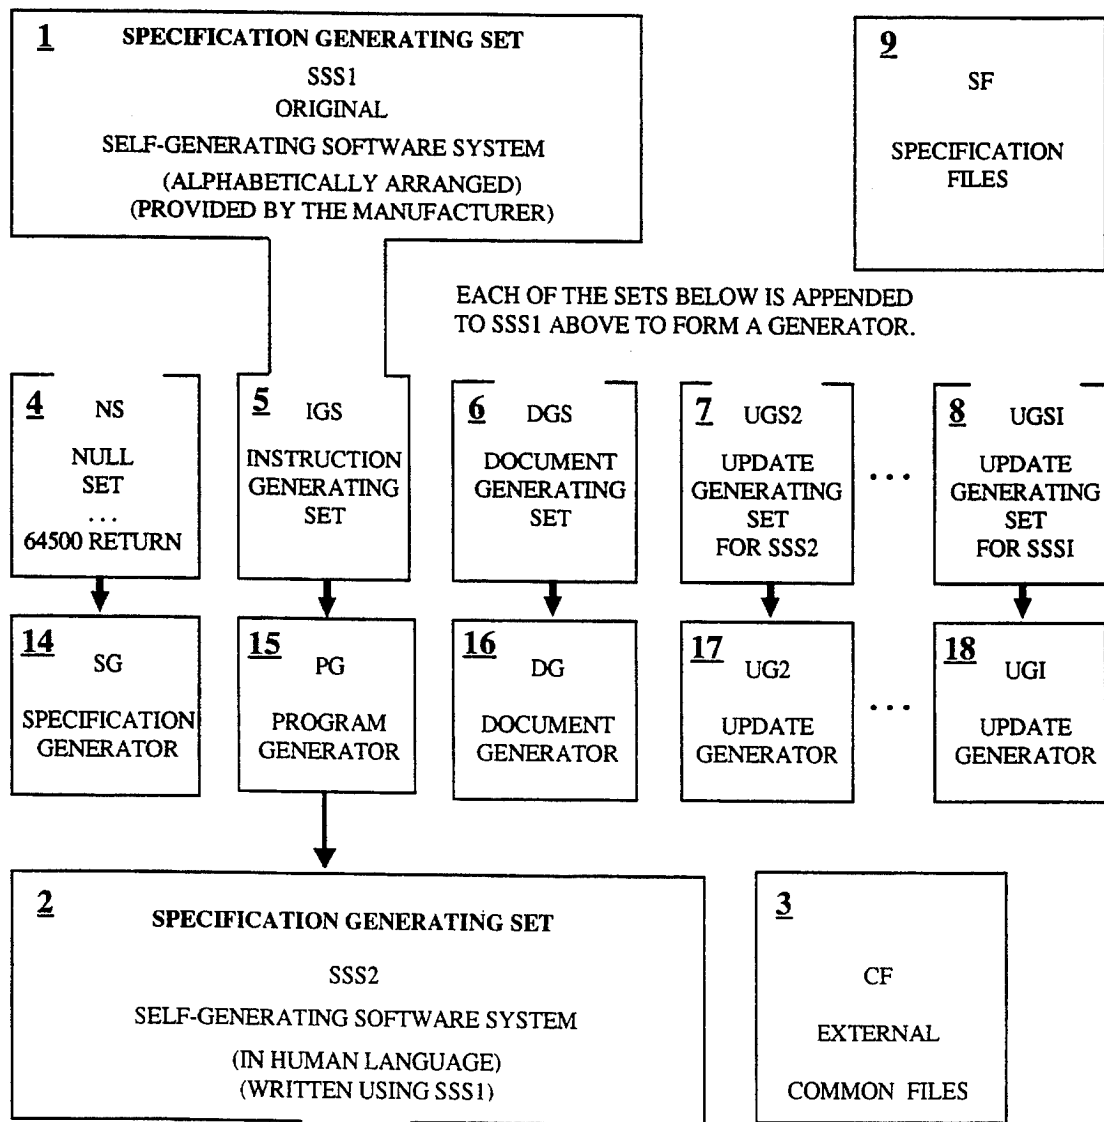 1
SPECIFICATION GENERATING SET
SSS1
ORIGINAL
SELF-GENERATING SOFTWARE SYSTEM
(ALPHABETICALLY ARRANGED)
(PROVIDED BY THE MANUFACTURER)
9
SF
SPECIFICATION
FILES
EACH OF THE SETS BELOW IS APPENDED
TO SSS1 ABOVE TO FORM A GENERATOR.
4
NS
NULL
SET
...
64500 RETURN
5
IGS
INSTRUCTION
GENERATING
SET
6
DGS
DOCUMENT
GENERATING
SET
7
UGS2
UPDATE
GENERATING
SET
FOR SSS2
...
8
UGSI
UPDATE
GENERATING
SET
FOR SSSI
14
SG
SPECIFICATION
GENERATOR
15
PG
PROGRAM
GENERATOR
16
DG
DOCUMENT
GENERATOR
17
UG2
UPDATE
GENERATOR
...
18
UGI
UPDATE
GENERATOR
2
SPECIFICATION GENERATING SET
SSS2
SELF-GENERATING SOFTWARE SYSTEM
(IN HUMAN LANGUAGE)
(WRITTEN USING SSS1)
3
CF
EXTERNAL
COMMON FILES